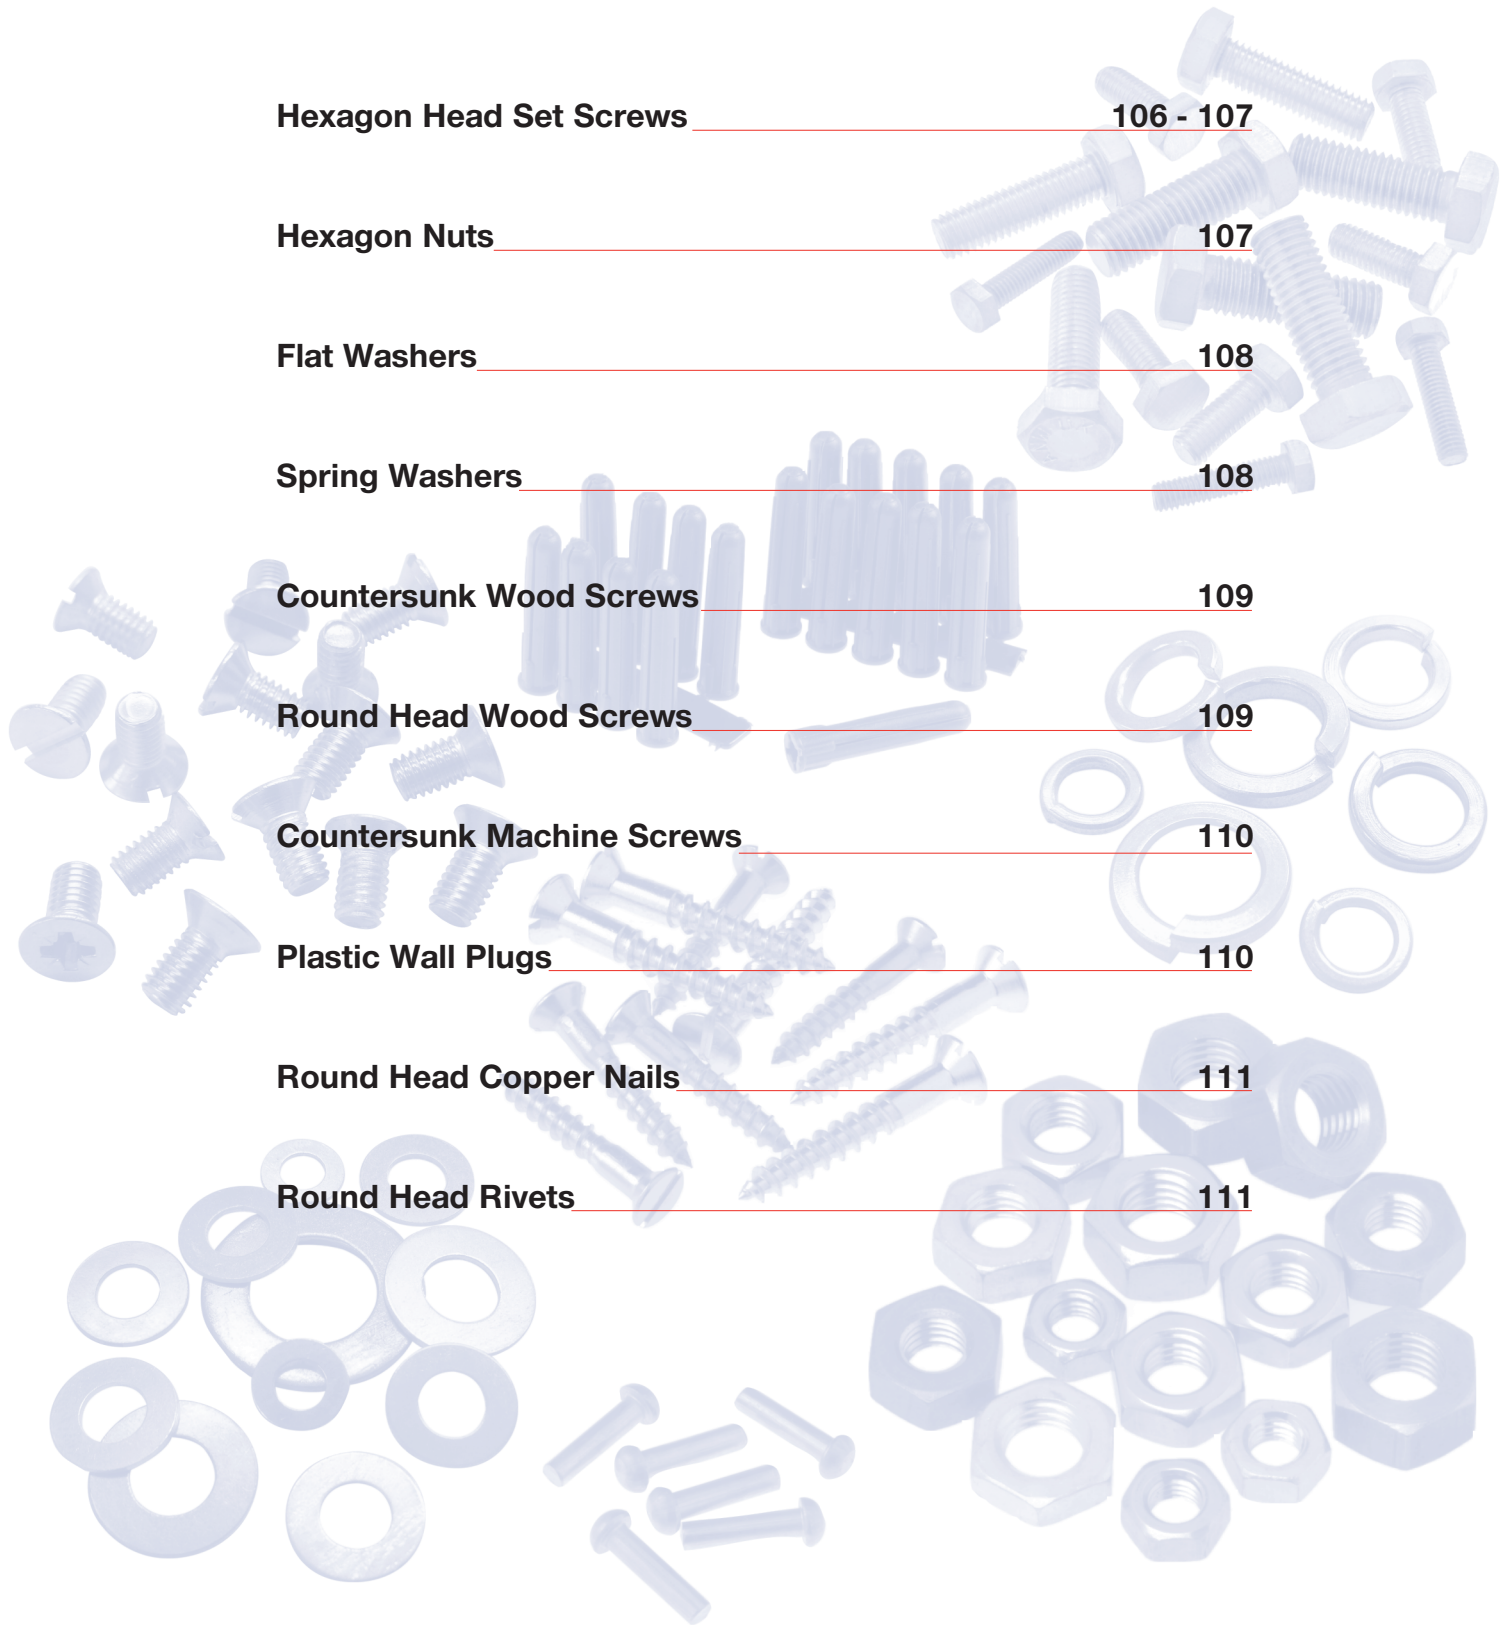 Hexagon Head Set Screws 106 - 107
Hexagon Nuts 107
Flat Washers 108
Spring Washers 108
Countersunk Wood Screws 109
Round Head Wood Screws 109
Countersunk Machine Screws 110
Plastic Wall Plugs 110
Round Head Copper Nails 111
Round Head Rivets 111